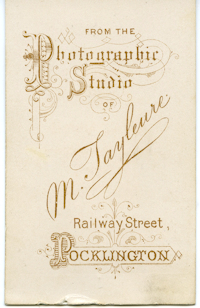 FROM THE
Photographic
Studio
OF
M. Tayleure
Railway Street,
POCKLINGTON